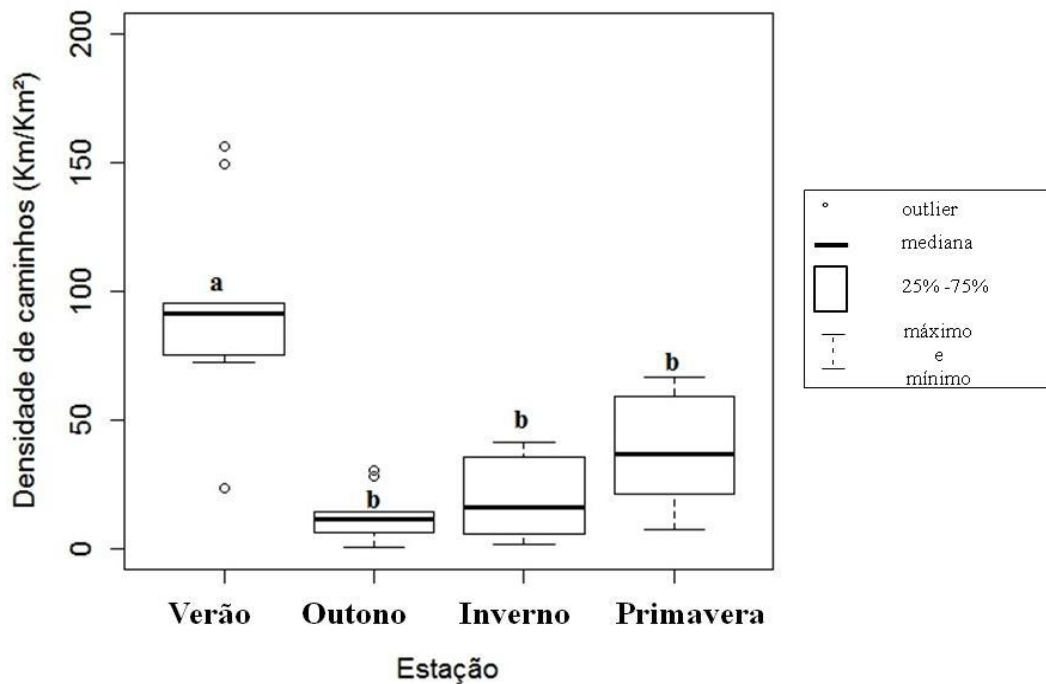 Densidade de caminhos (Km/Km²)
200
150
100
50
0
a
b
b
b
Verão Outono Inverno Primavera
Estação
outlier
mediana
25% -75%
máximo
e
mínimo